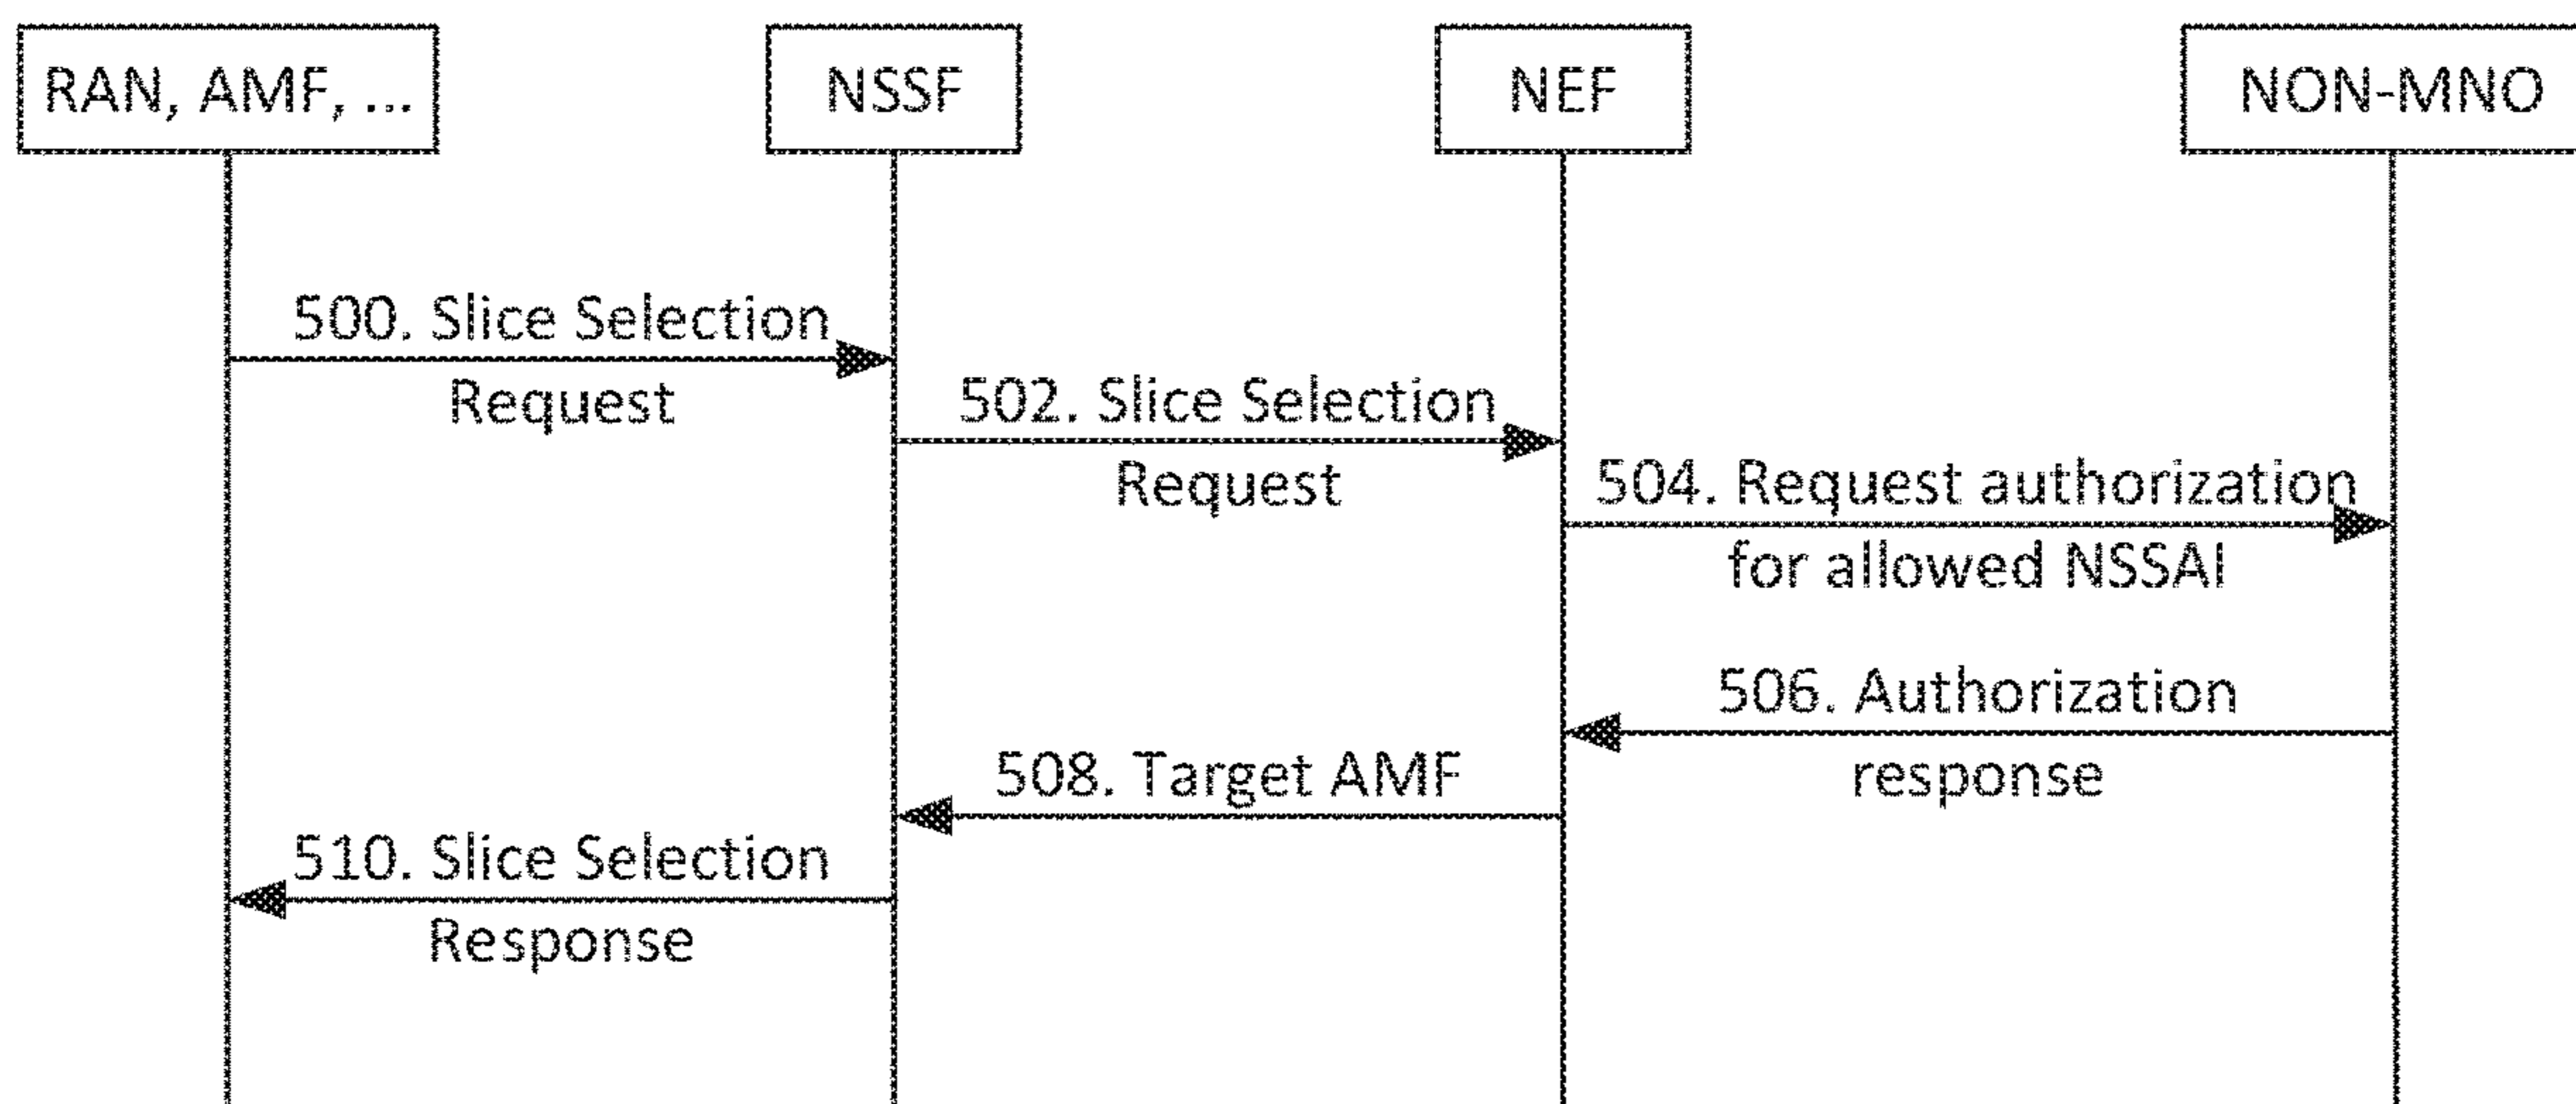 RAN, AMF, ...
NSSF
NEF
NON-MNO
500. Slice Selection
Request
502. Slice Selection
Request
504. Request authorization
for allowed NSSAI
506. Authorization
response
508. Target AMF
510. Slice Selection
Response